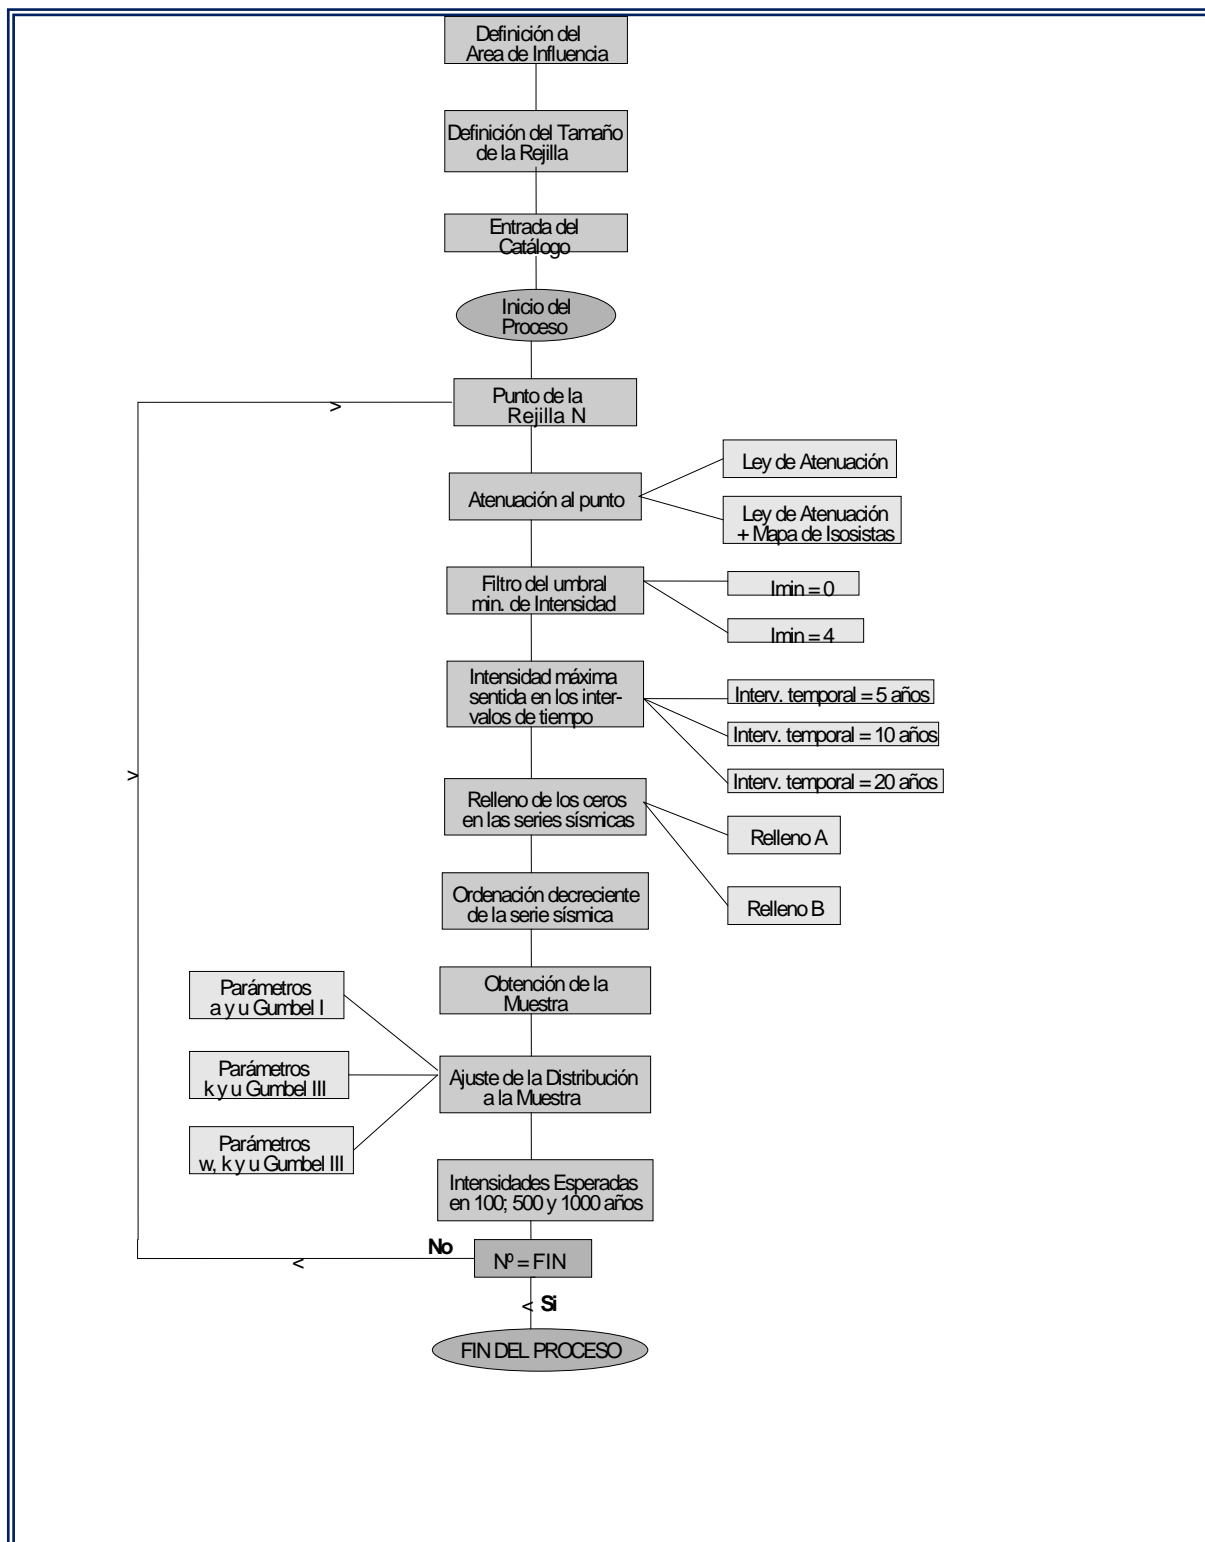 Definición del
Area de Influencia
Definición del Tamaño
de la Rejilla
Entrada del
Catálogo
Inicio del
Proceso
>
Punto de la
Rejilla N
Ley de Atenuación
Atenuación al punto
Ley de Atenuación
+ Mapa de Isosistas
Filtro del umbral
min. de Intensidad
Imin = 0
Imin = 4
Intensidad máxima
sentida en los inter-
valos de tiempo
Interv. temporal = 5 años
Interv. temporal = 10 años
Interv. temporal = 20 años
>
Relleno de los ceros
en las series sísmicas
Relleno A
Relleno B
Ordenación decreciente
de la serie sísmica
Obtención de la
Muestra
Parámetros
a y u Gumbel I
Parámetros
k y u Gumbel III
Parámetros
w, k y u Gumbel III
Ajuste de la Distribución
a la Muestra
Intensidades Esperadas
en 100; 500 y 1000 años
No
<
Nº = FIN
< Si
FIN DEL PROCESO